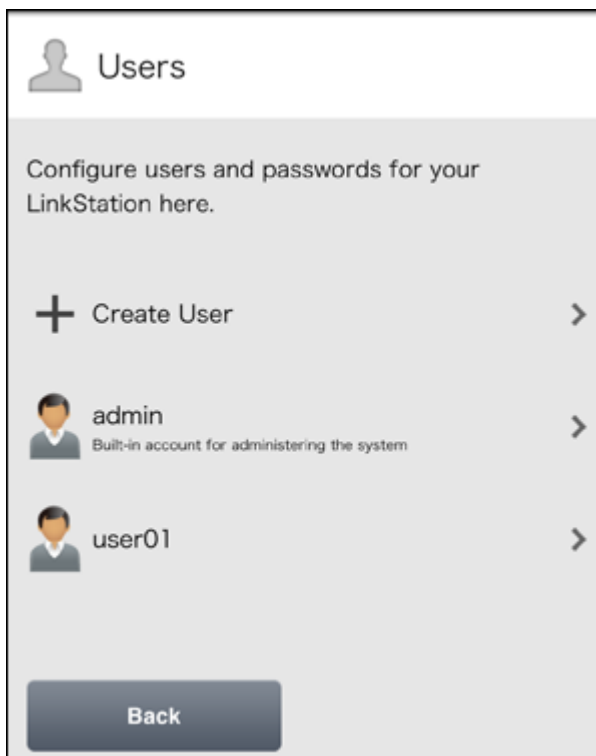 Users
Configure users and passwords for your
LinkStation here.
Create User
admin
Built-in account for administering the system
user01
Back